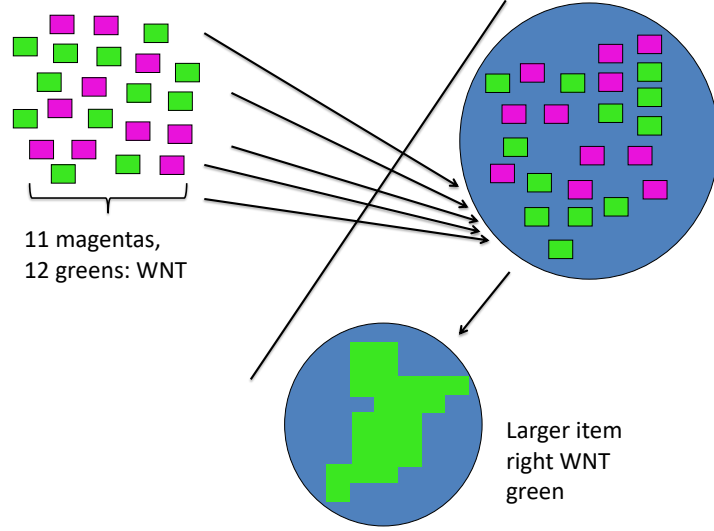 11 magentas,
12 greens: WNT
Larger item
right WNT
green